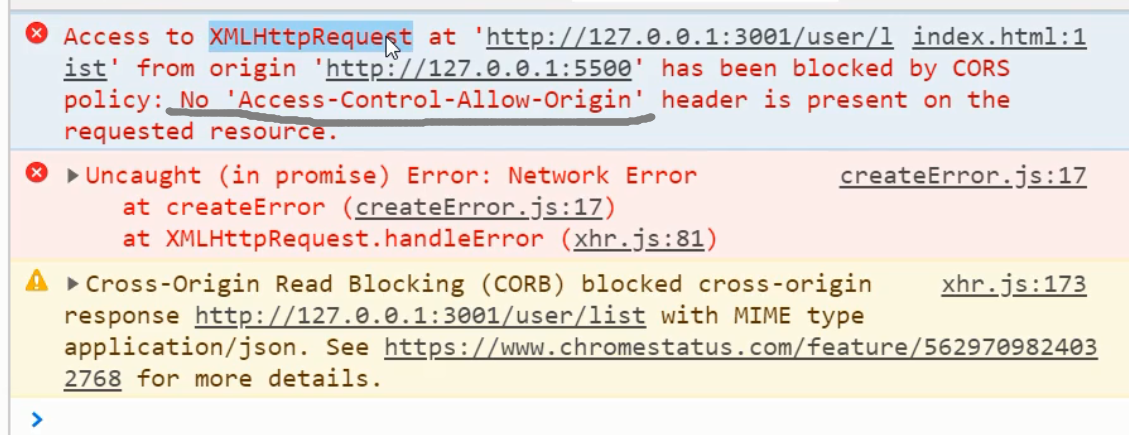 Access to XMLHttpRequest at 'http://127.0.0.1:3001/user/l index.html:1
ist' from origin 'http://127.0.0.1:5500' has been blocked by CORS
policy: No 'Access-Control-Allow-Origin' header is present on the
requested resource.
Uncaught (in promise) Error: Network Error createError.js:17
at createError (createError.js:17)
at XMLHttpRequest.handleError (xhr.js:81)
Cross-Origin Read Blocking (CORB) blocked cross-origin xhr.js:173
response http://127.0.0.1:3001/user/list with MIME type
application/json. See https://www.chromestatus.com/feature/562970982403
2768 for more details.